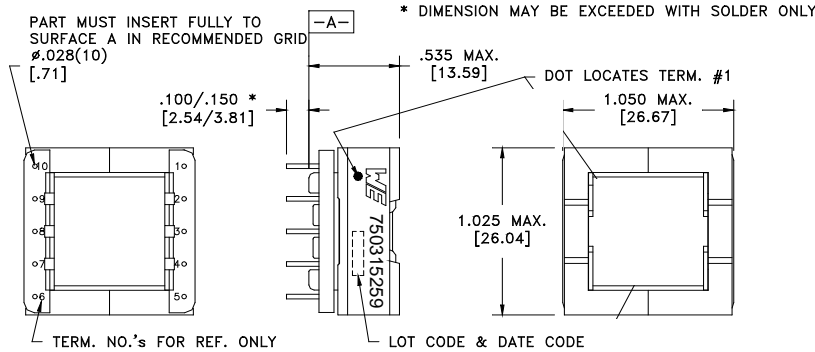 PART MUST INSERT FULLY TO
SURFACE A IN RECOMMENDED GRID
ø.028(10)
[.71]
-A-
* DIMENSION MAY BE EXCEEDED WITH SOLDER ONLY
.535 MAX.
[13.59]
DOT LOCATES TERM. #1
.100/.150 *
[2.54/3.81]
1.050 MAX.
[26.67]
10
1
9
2
8
3
7
4
6
5
WE 750315259
1.025 MAX.
[26.04]
TERM. NO.'s FOR REF. ONLY
LOT CODE & DATE CODE